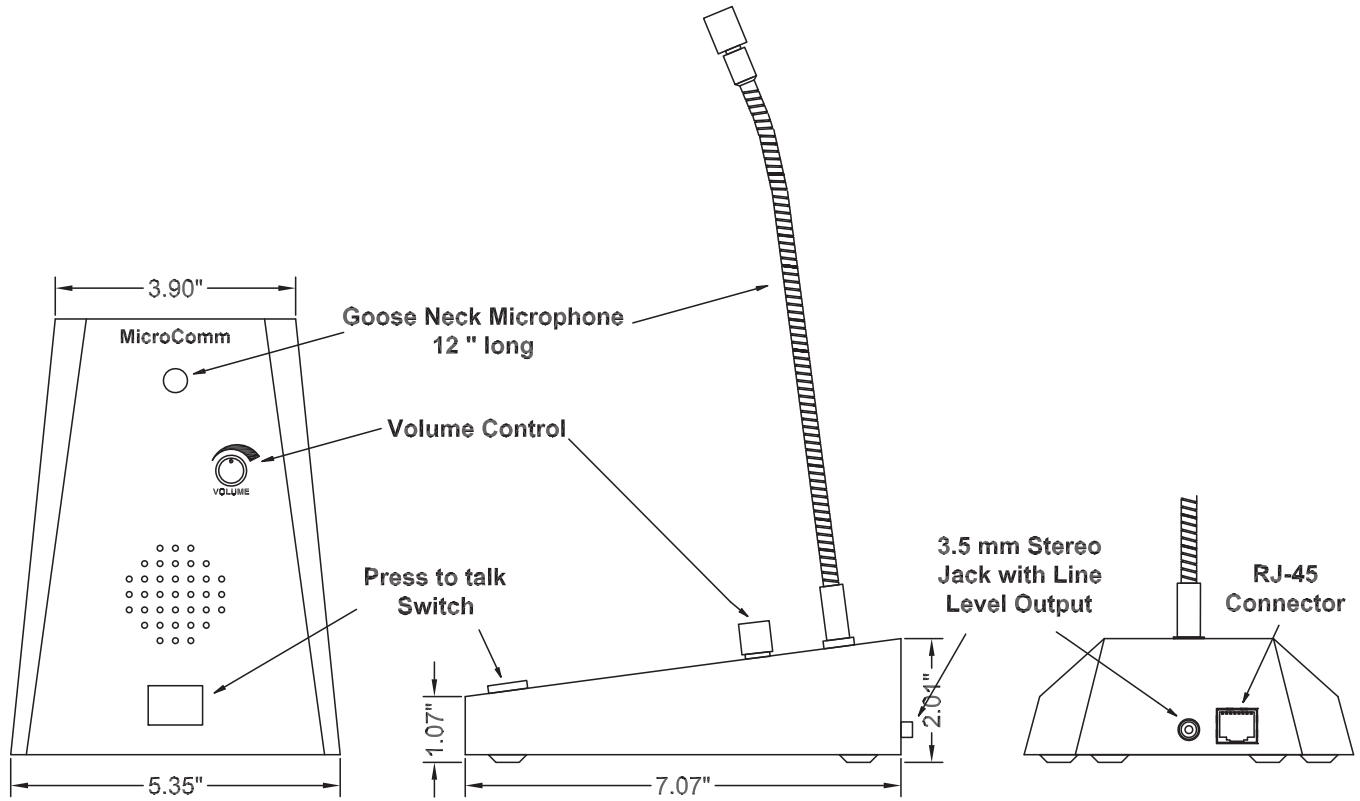 3.90"
MicroComm
Goose Neck Microphone
12 " long
Volume Control
VOLUME
Press to talk
Switch
3.5 mm Stereo
Jack with Line
Level Output
RJ-45
Connector
1.07"
2.01"
5.35"
7.07"